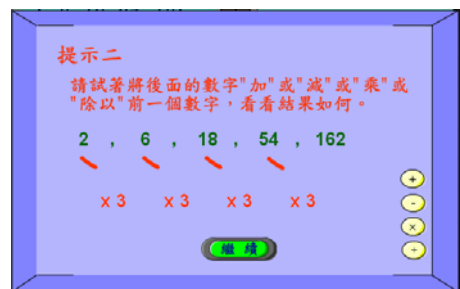 提示二
請試著將後面的數字"加"或"減"或"乘"或
"除以"前一個數字，看看結果如何。
2 , 6 , 18 , 54 , 162
x 3 x 3 x 3 x 3
+
-
×
÷
繼續